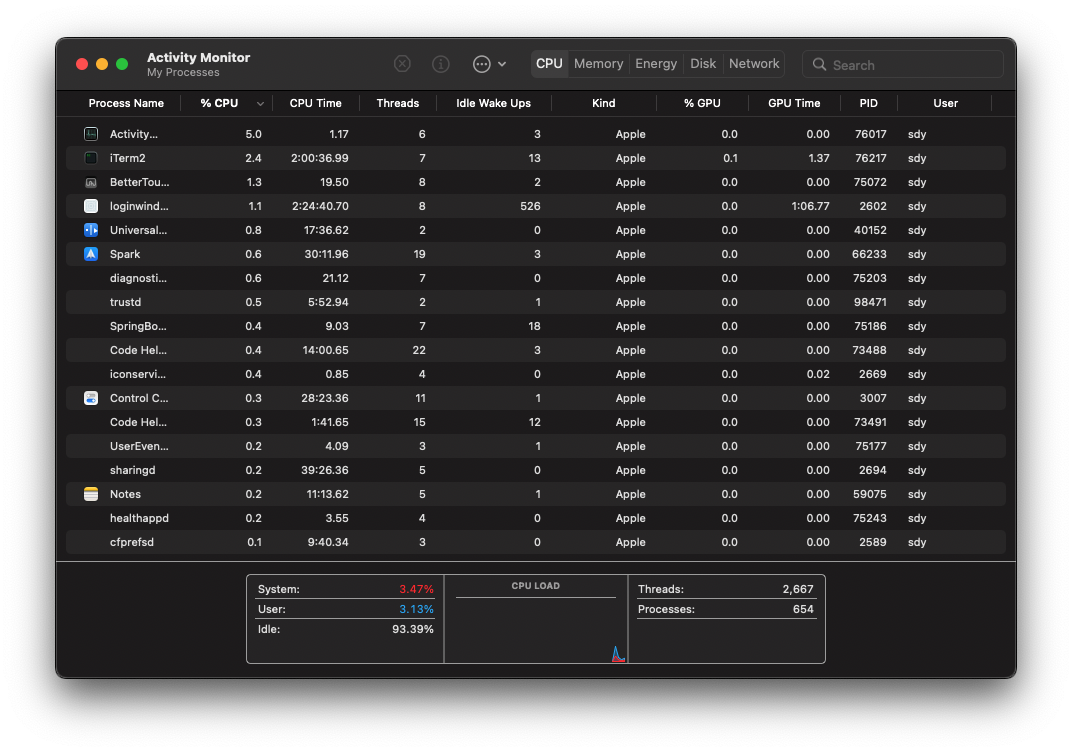 Activity Monitor
My Processes
CPU Memory Energy Disk Network
Search
Process Name % CPU CPU Time Threads Idle Wake Ups Kind % GPU GPU Time PID User
Activity... 5.0 1.17 6 3 Apple 0.0 0.00 76017 sdy
iTerm2 2.4 2:00:36.99 7 13 Apple 0.1 1.37 76217 sdy
BetterTou... 1.3 19.50 8 2 Apple 0.0 0.00 75072 sdy
loginwind... 1.1 2:24:40.70 8 526 Apple 0.0 1:06.77 2602 sdy
Universal... 0.8 17:36.62 2 0 Apple 0.0 0.00 40152 sdy
Spark 0.6 30:11.96 19 3 Apple 0.0 0.00 66233 sdy
diagnosti... 0.6 21.12 7 0 Apple 0.0 0.00 75203 sdy
trustd 0.5 5:52.94 2 1 Apple 0.0 0.00 98471 sdy
SpringBo... 0.4 9.03 7 18 Apple 0.0 0.00 75186 sdy
Code Hel... 0.4 14:00.65 22 3 Apple 0.0 0.00 73488 sdy
iconservi... 0.4 0.85 4 0 Apple 0.0 0.02 2669 sdy
Control C... 0.3 28:23.36 11 1 Apple 0.0 0.00 3007 sdy
Code Hel... 0.3 1:41.65 15 12 Apple 0.0 0.00 73491 sdy
UserEven... 0.2 4.09 3 1 Apple 0.0 0.00 75177 sdy
sharingd 0.2 39:26.36 5 0 Apple 0.0 0.00 2694 sdy
Notes 0.2 11:13.62 5 1 Apple 0.0 0.00 59075 sdy
healthappd 0.2 3.55 4 0 Apple 0.0 0.00 75243 sdy
cfprefsd 0.1 9:40.34 3 0 Apple 0.0 0.00 2589 sdy
System: 3.47%
User: 3.13%
Idle: 93.39%
CPU LOAD
Threads: 2,667
Processes: 654